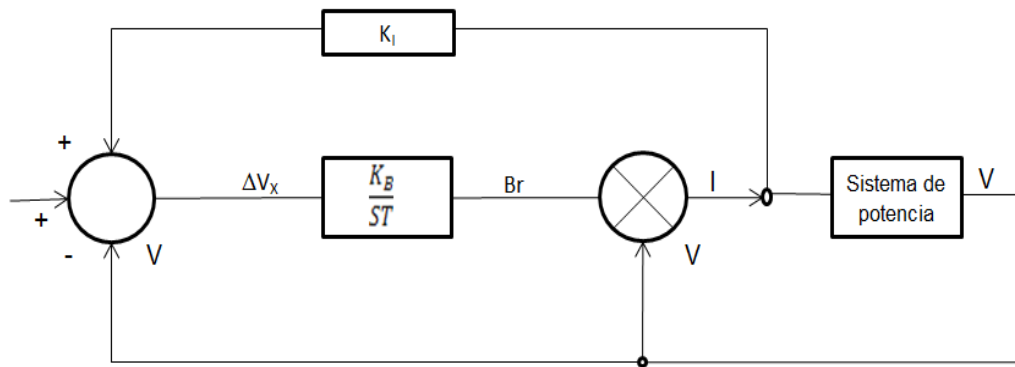 K_I
+
ΔV_X
K_B
ST
Br
I
Sistema de
potencia
V
+
-
V
V